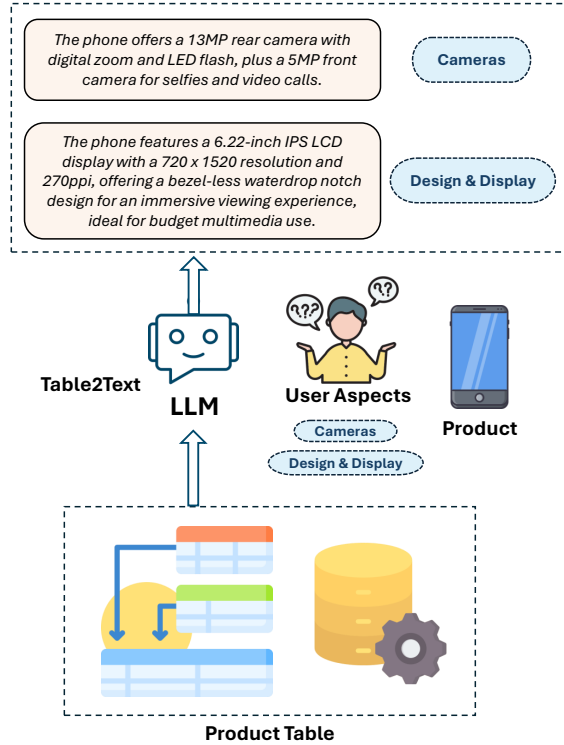 The phone offers a 13MP rear camera with
digital zoom and LED flash, plus a 5MP front
camera for selfies and video calls.
Cameras
The phone features a 6.22-inch IPS LCD
display with a 720 x 1520 resolution and
270ppi, offering a bezel-less waterdrop notch
design for an immersive viewing experience,
ideal for budget multimedia use.
Design & Display
???
??
Table2Text
LLM
User Aspects
Cameras
Design & Display
Product
Product Table